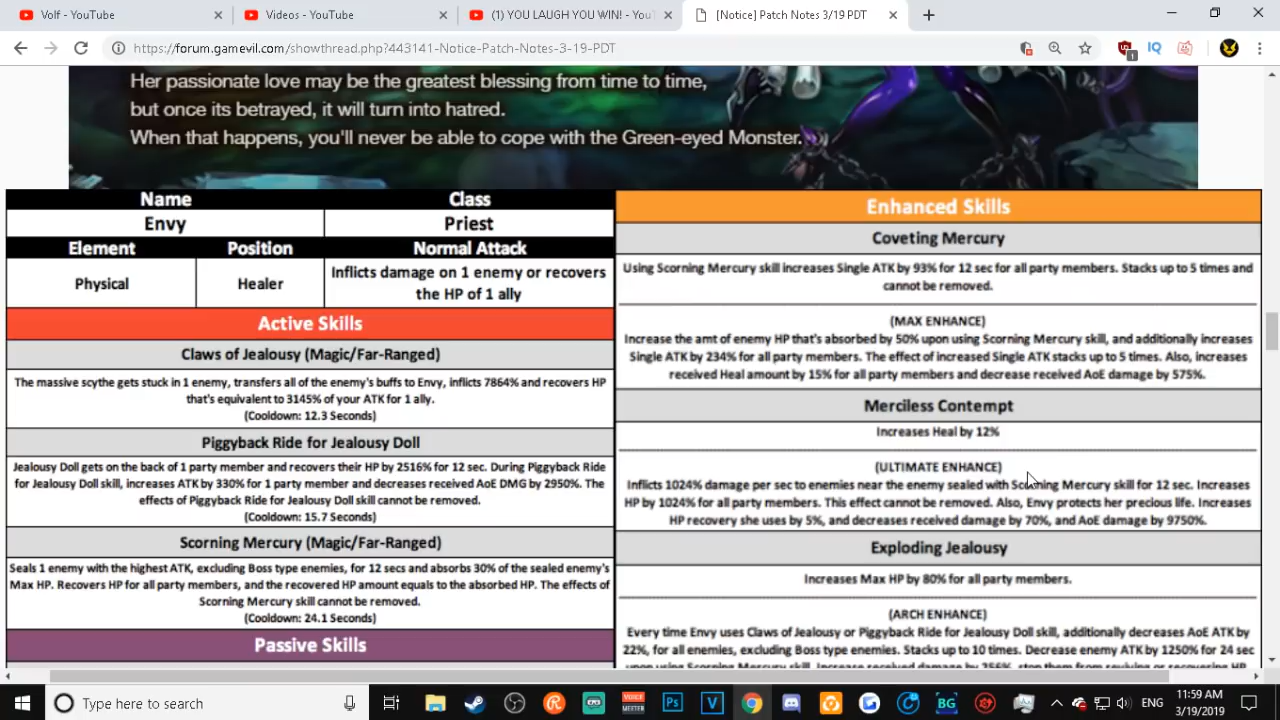 Volf - YouTube
Videos - YouTube
(1) YOU LAUGH YOU WIN! - You
[Notice] Patch Notes 3/19 PDT
https://forum.gamevil.com/showthread.php?443141-Notice-Patch-Notes-3-19-PDT
Her passionate love may be the greatest blessing from time to time,
but once its betrayed, it will turn into hatred.
When that happens, you'll never be able to cope with the Green-eyed Monster.
Name
Class
Envy
Priest
Element
Position
Normal Attack
Physical
Healer
Inflicts damage on 1 enemy or recovers
the HP of 1 ally
Active Skills
Claws of Jealousy (Magic/Far-Ranged)
The massive scythe gets stuck in 1 enemy, transfers all of the enemy's buffs to Envy, inflicts 7864% and recovers HP
that's equivalent to 3145% of your ATK for 1 ally.
(Cooldown: 12.3 Seconds)
Piggyback Ride for Jealousy Doll
Jealousy Doll gets on the back of 1 party member and recovers their HP by 2516% for 12 sec. During Piggyback Ride
for Jealousy Doll skill, increases ATK by 330% for 1 party member and decreases received AoE DMG by 2950%. The
effects of Piggyback Ride for Jealousy Doll skill cannot be removed.
(Cooldown: 15.7 Seconds)
Scorning Mercury (Magic/Far-Ranged)
Seals 1 enemy with the highest ATK, excluding Boss type enemies, for 12 secs and absorbs 30% of the sealed enemy's
Max HP. Recovers HP for all party members, and the recovered HP amount equals to the absorbed HP. The effects of
Scorning Mercury skill cannot be removed.
(Cooldown: 24.1 Seconds)
Passive Skills
Enhanced Skills
Coveting Mercury
Using Scorning Mercury skill increases Single ATK by 93% for 12 sec for all party members. Stacks up to 5 times and
cannot be removed.
(MAX ENHANCE)
Increase the amt of enemy HP that's absorbed by 50% upon using Scorning Mercury skill, and additionally increases
Single ATK by 234% for all party members. The effect of increased Single ATK stacks up to 5 times. Also, increases
received Heal amount by 15% for all party members and decrease received AoE damage by 575%.
Merciless Contempt
Increases Heal by 12%
(ULTIMATE ENHANCE)
Inflicts 1024% damage per sec to enemies near the enemy sealed with Scorning Mercury skill for 12 sec. Increases
HP by 1024% for all party members. This effect cannot be removed. Also, Envy protects her precious life. Increases
HP recovery she uses by 5%, and decreases received damage by 70%, and AoE damage by 9750%.
Exploding Jealousy
Increases Max HP by 80% for all party members.
(ARCH ENHANCE)
Every time Envy uses Claws of Jealousy or Piggyback Ride for Jealousy Doll skill, additionally decreases AoE ATK by
22%, for all enemies, excluding Boss type enemies. Stacks up to 10 times. Decrease enemy ATK by 1250% for 24 sec
upon using Scorning Mercury skill. Increase received damage by 256%, stop them from reviving or recovering HP
Type here to search
ENG
11:59 AM
3/19/2019